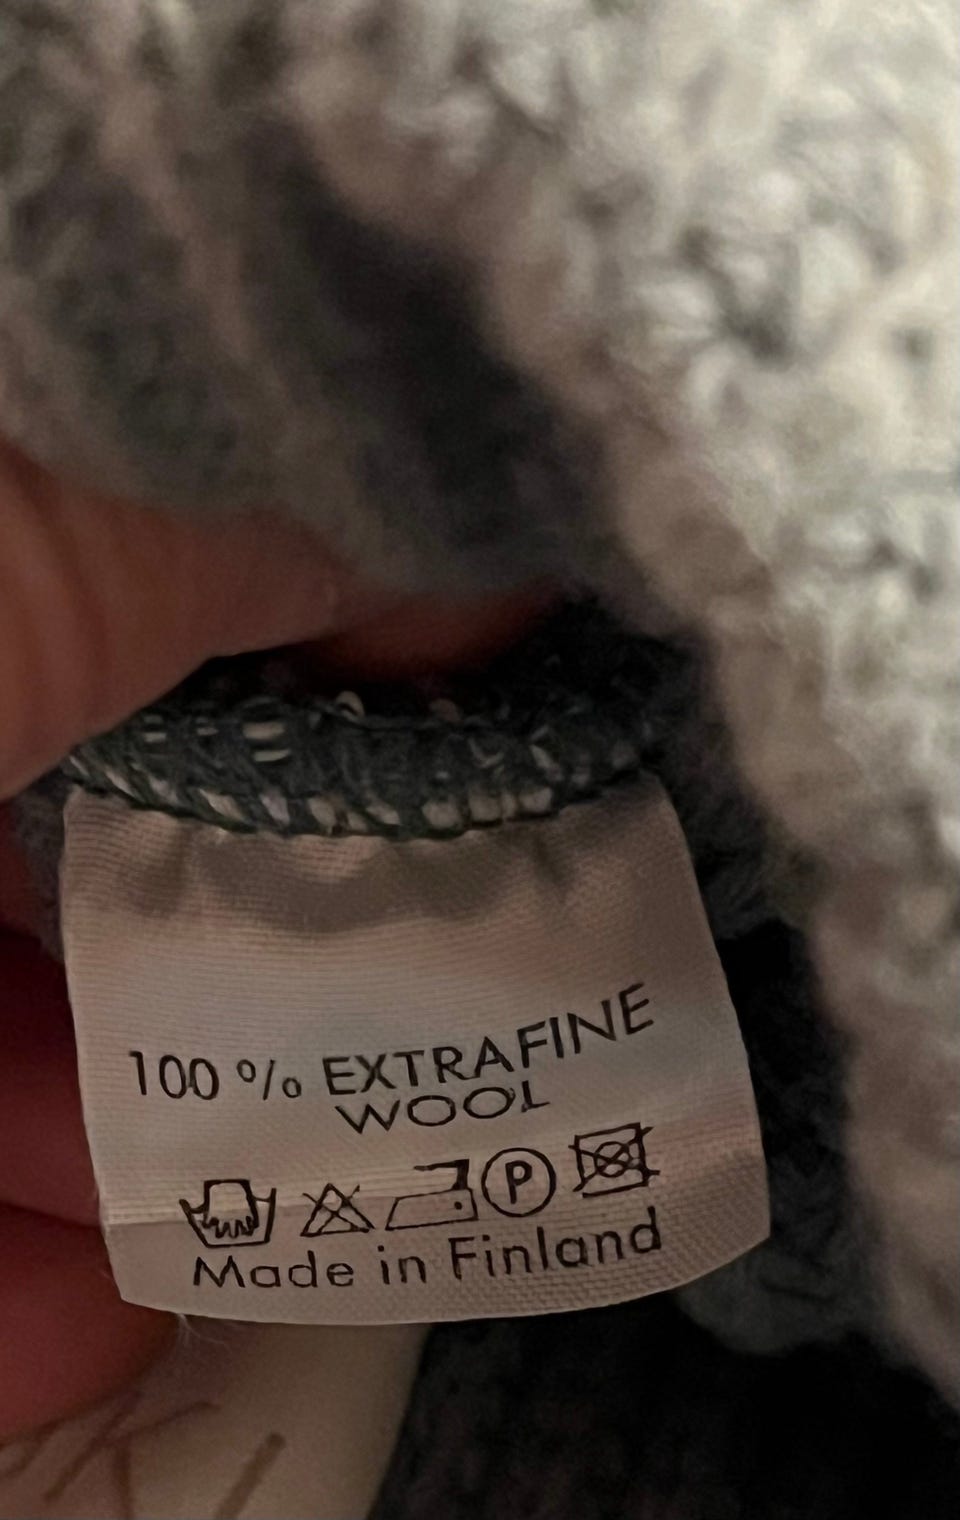 100 % EXTRAFINE
WOOL
P
Made in Finland